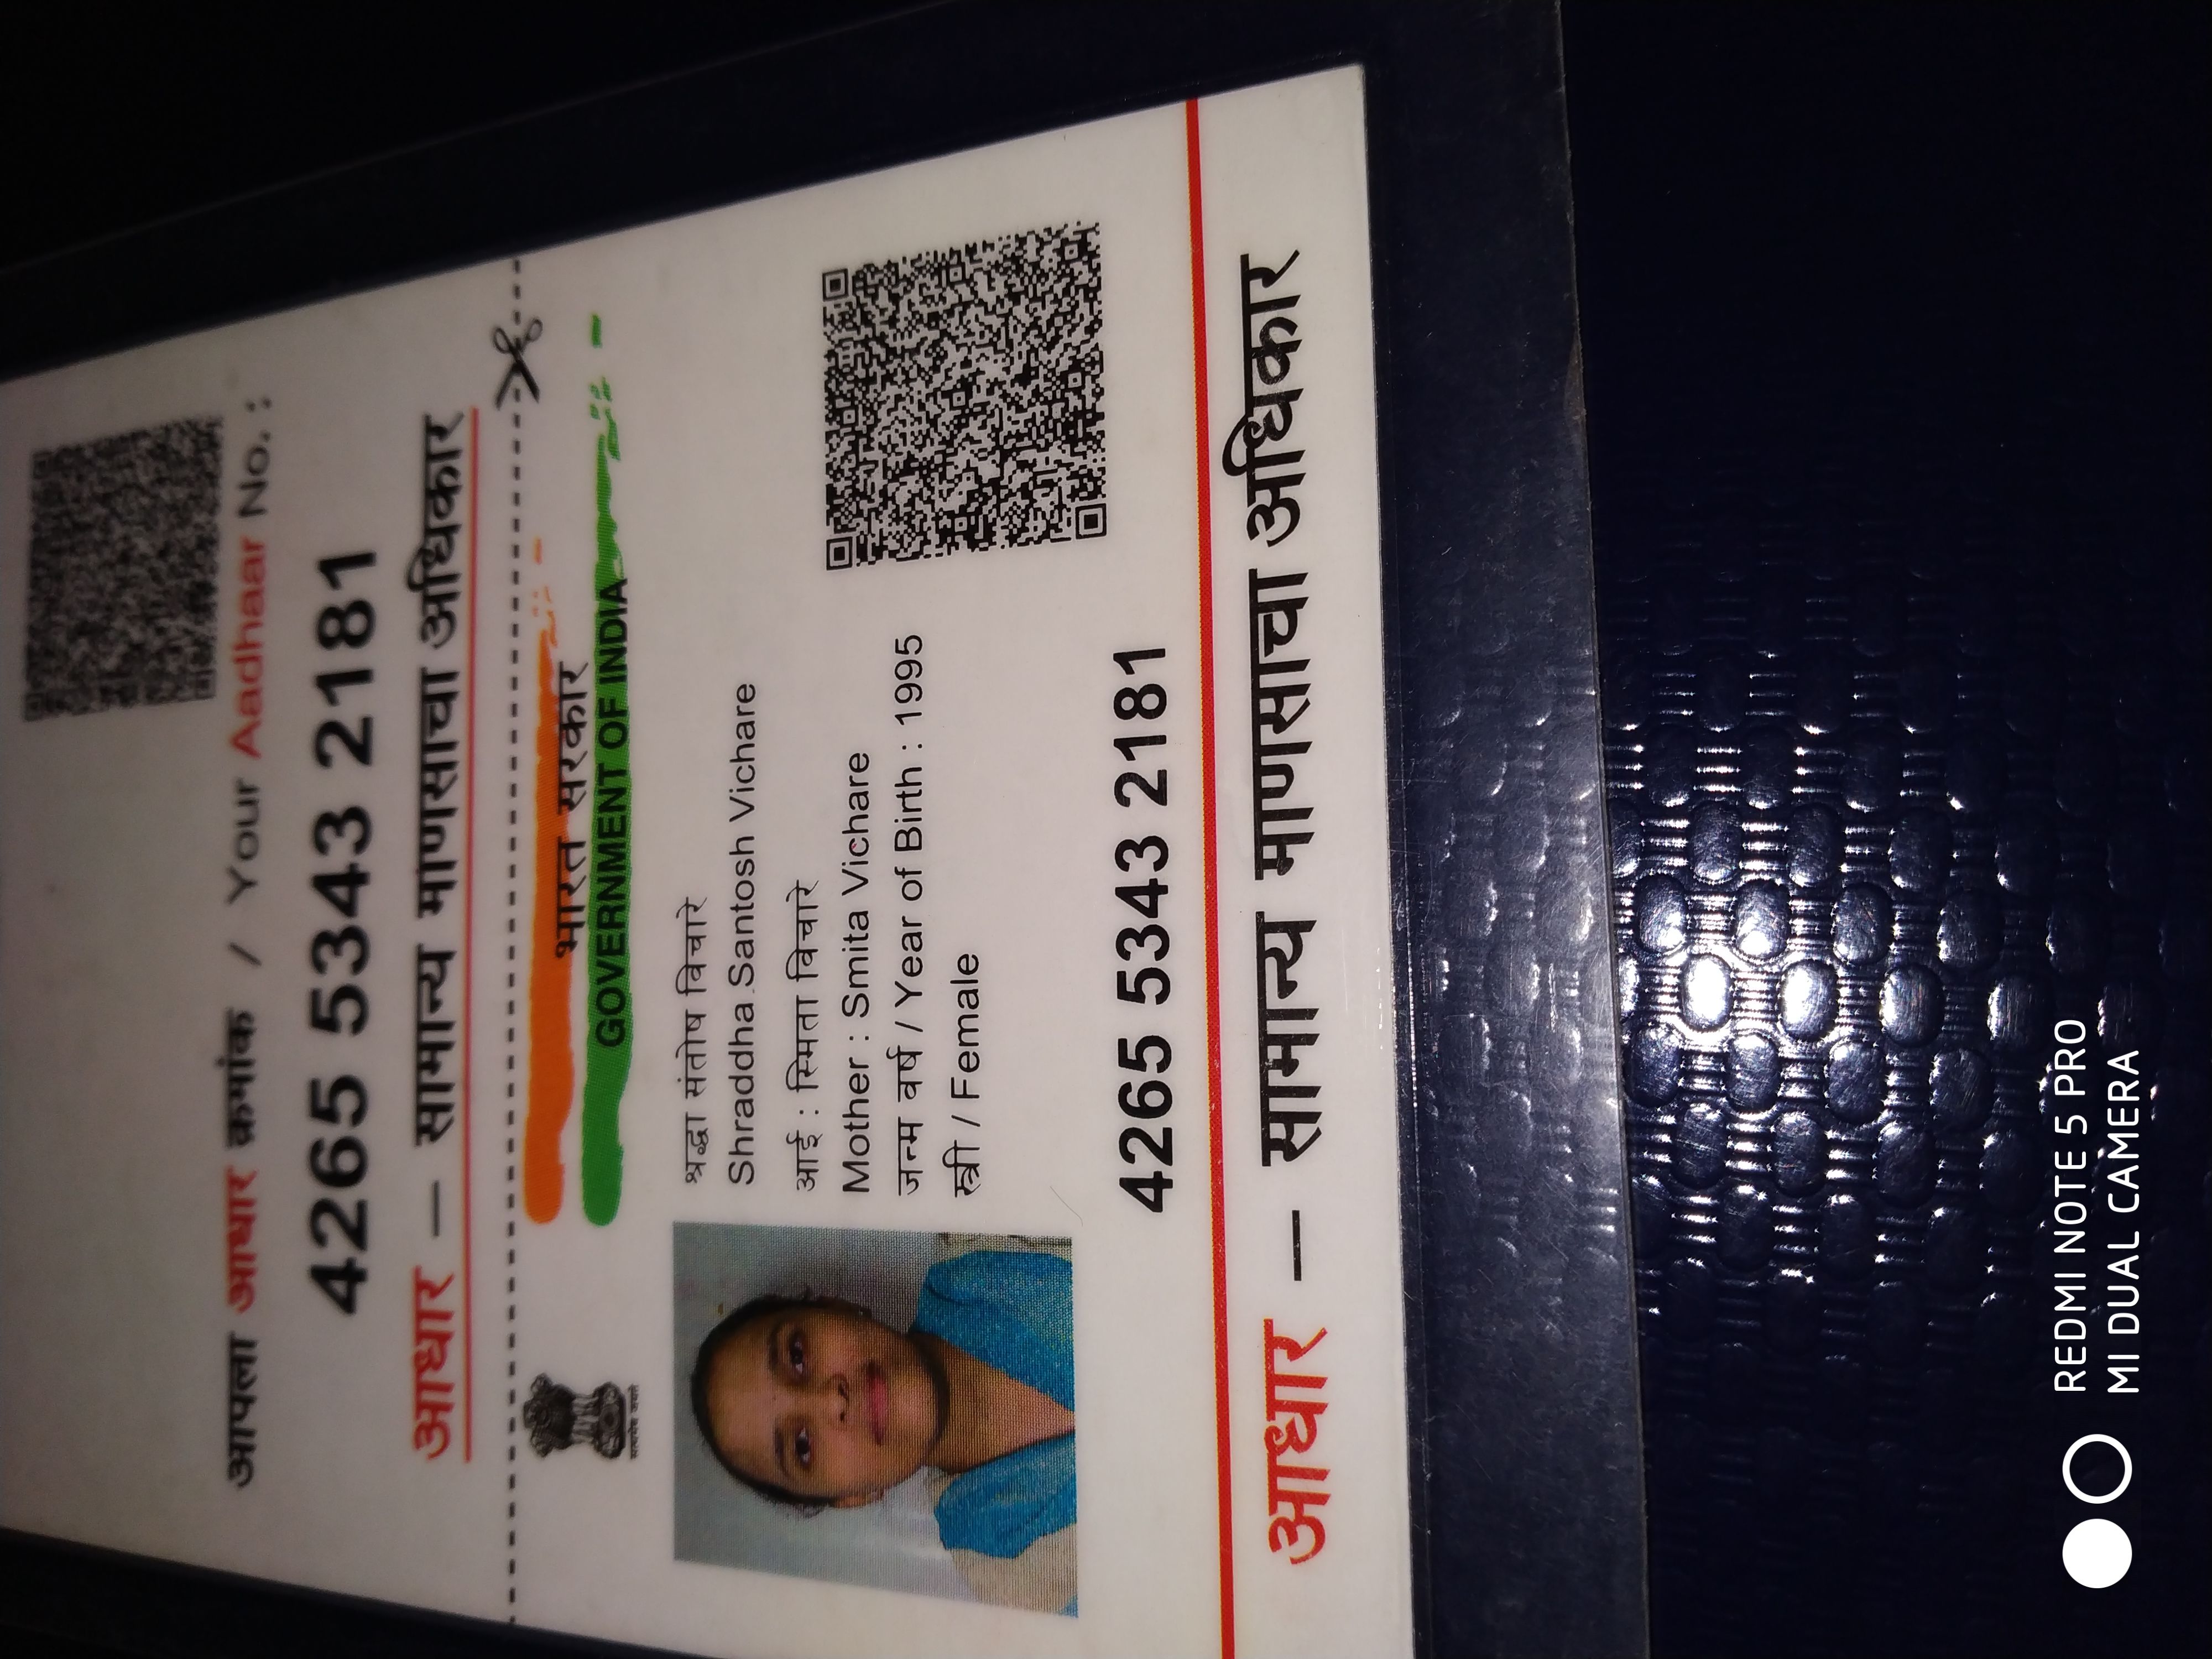 आपला आधार क्रमांक / Your Aadhaar No. :
4265 5343 2181
आधार – सामान्य माणसाचा अधिकार
भारत सरकार
GOVERNMENT OF INDIA
सत्यमेव जयते
श्रद्धा संतोष विचारे
Shraddha Santosh Vichare
आई : स्मिता विचारे
Mother : Smita Vichare
जन्म वर्ष / Year of Birth : 1995
स्त्री / Female
4265 5343 2181
आधार – सामान्य माणसाचा अधिकार
REDMI NOTE 5 PRO
MI DUAL CAMERA